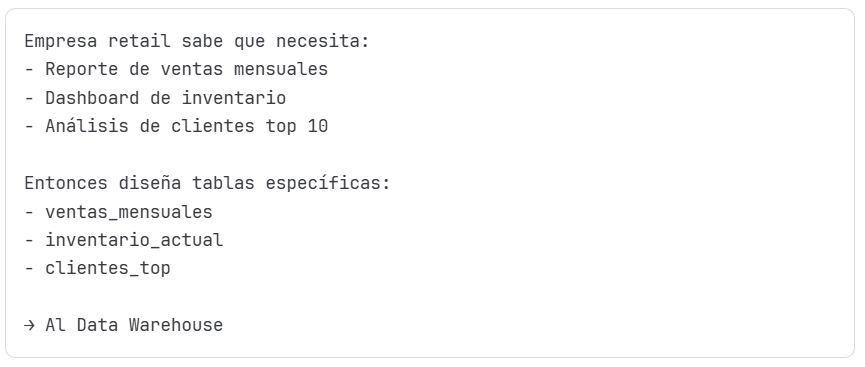 Empresa retail sabe que necesita:
- Reporte de ventas mensuales
- Dashboard de inventario
- Análisis de clientes top 10
Entonces diseña tablas específicas:
- ventas_mensuales
- inventario_actual
- clientes_top
→ Al Data Warehouse